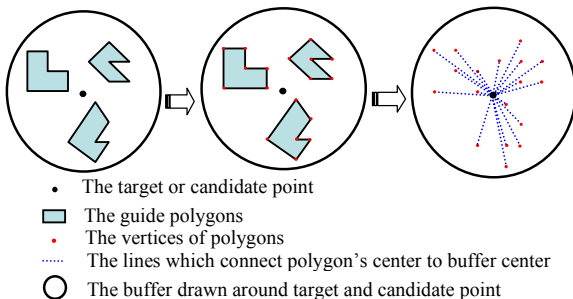 The target or candidate point
The guide polygons
The vertices of polygons
The lines which connect polygon's center to buffer center
The buffer drawn around target and candidate point